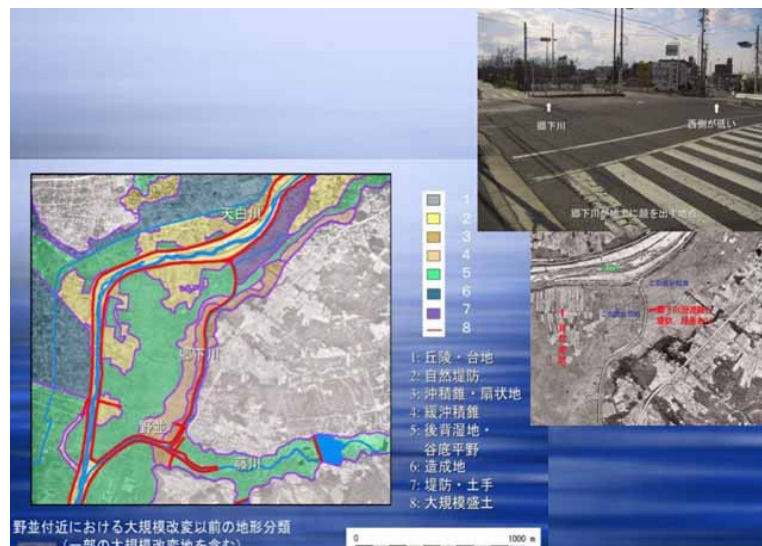 郷下川
西側が低い
郷下川が地表に顔を出す地点
天白川
郷下川
野並
藤川
1
2
3
4
5
6
7
8
1: 丘陵・台地
2: 自然堤防
3: 沖積錐・扇状地
4: 緩沖積錐
5: 後背湿地・
谷底平野
6: 造成地
7: 堤防・土手
8: 大規模盛土
野並付近における大規模改変以前の地形分類
(一部の大規模改変地を含む)
0 1000 m